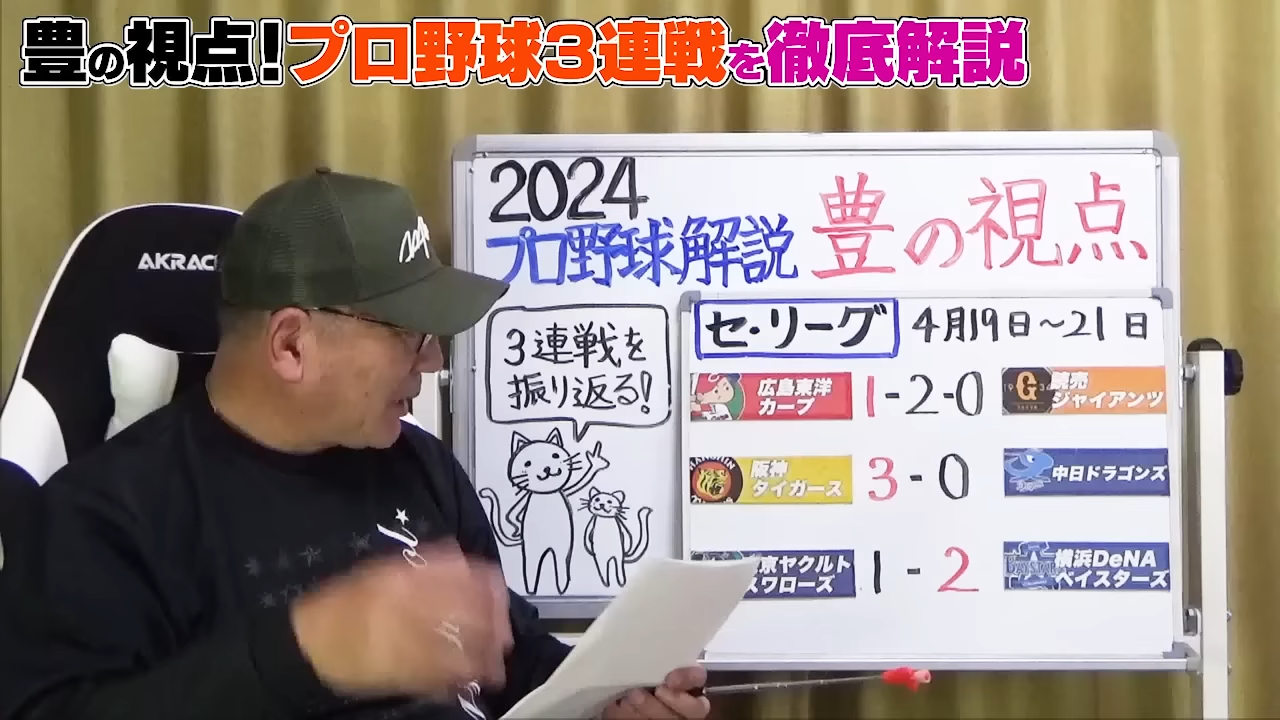 豊の視点!プロ野球3連戦を徹底解説
2024
プロ野球解説 豊の視点
AKRAC
3連戦を
振り返る!
セ・リーグ 4月19日〜21日
広島東洋
カープ
1-2-0
読売
ジャイアンツ
阪神
タイガース
3-0
中日ドラゴンズ
京ヤクルト
スワローズ
1-2
横浜DeNA
ベイスターズ